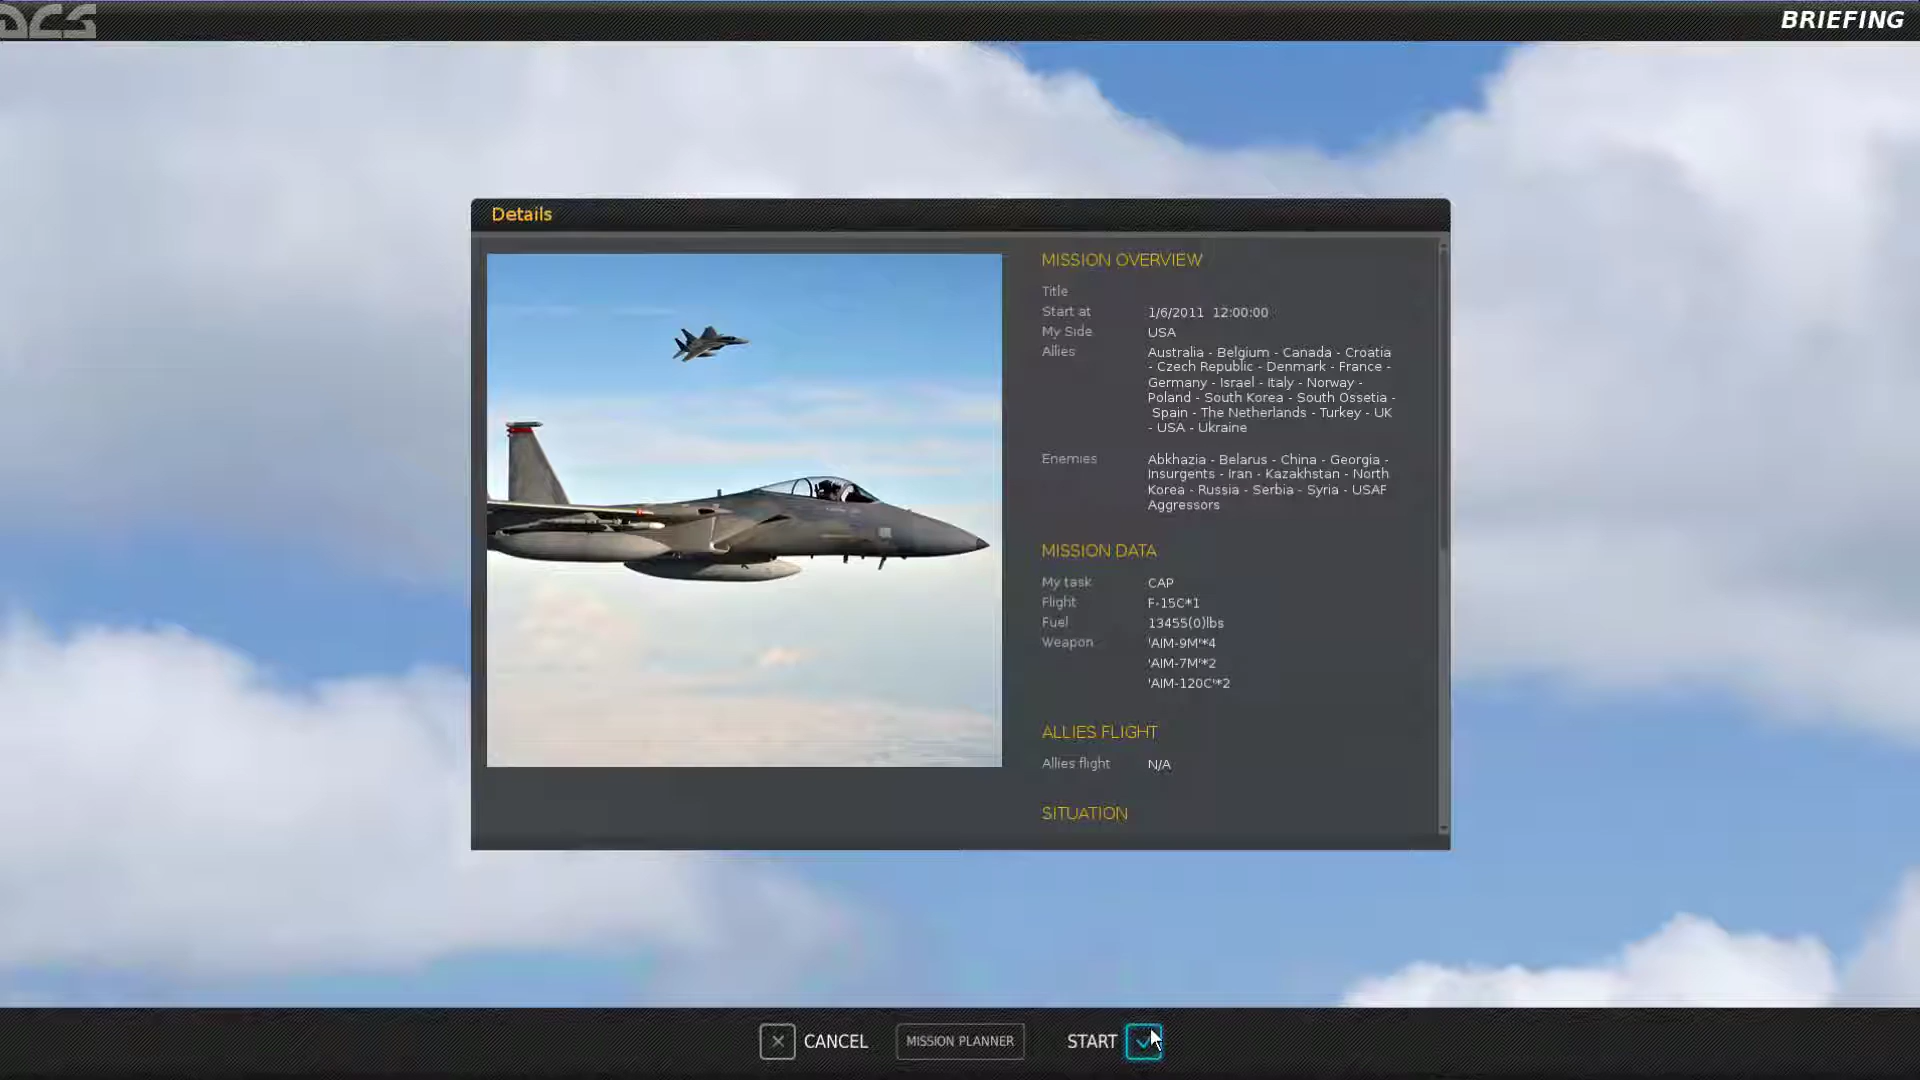 DCS
BRIEFING
Details
MISSION OVERVIEW
Title
Start at 1/6/2011 12:00:00
My Side USA
Allies Australia - Belgium - Canada - Croatia
- Czech Republic - Denmark - France -
Germany - Israel - Italy - Norway -
Poland - South Korea - South Ossetia -
Spain - The Netherlands - Turkey - UK
- USA - Ukraine
Enemies Abkhazia - Belarus - China - Georgia -
Insurgents - Iran - Kazakhstan - North
Korea - Russia - Serbia - Syria - USAF
Aggressors
MISSION DATA
My task CAP
Flight F-15C*1
Fuel 13455(0)lbs
Weapon 'AIM-9M'*4
'AIM-7M'*2
'AIM-120C'*2
ALLIES FLIGHT
Allies flight N/A
SITUATION
CANCEL MISSION PLANNER START